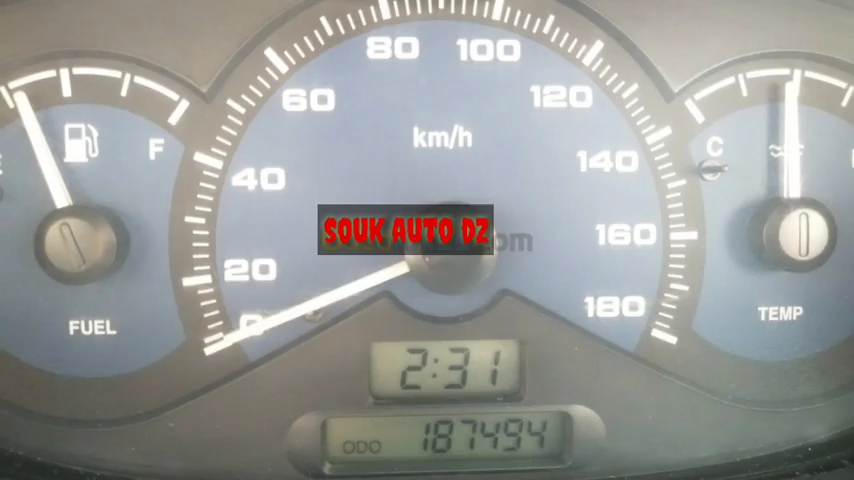 80 100
60 120
km/h
F
C
40 140
SOUK AUTO DZ
om
160
20
0 180
FUEL
TEMP
2:31
ODO 187494